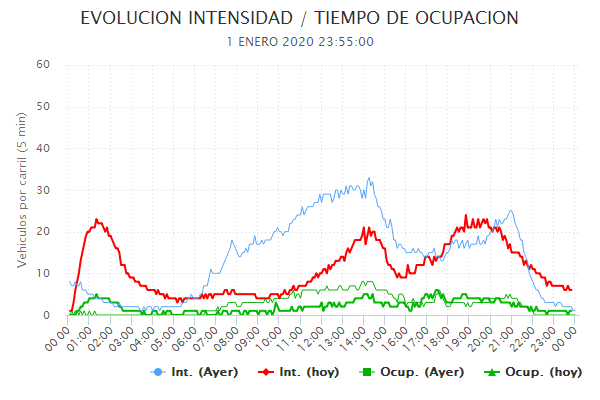 EVOLUCION INTENSIDAD / TIEMPO DE OCUPACION
1 ENERO 2020 23:55:00
Vehiculos por carril (5 min)
60
50
40
30
20
10
0
00:00 01:00 02:00 03:00 04:00 05:00 06:00 07:00 08:00 09:00 10:00 11:00 12:00 13:00 14:00 15:00 16:00 17:00 18:00 19:00 20:00 21:00 22:00 23:00 00:00
Int. (Ayer) Int. (hoy) Ocup. (Ayer) Ocup. (hoy)